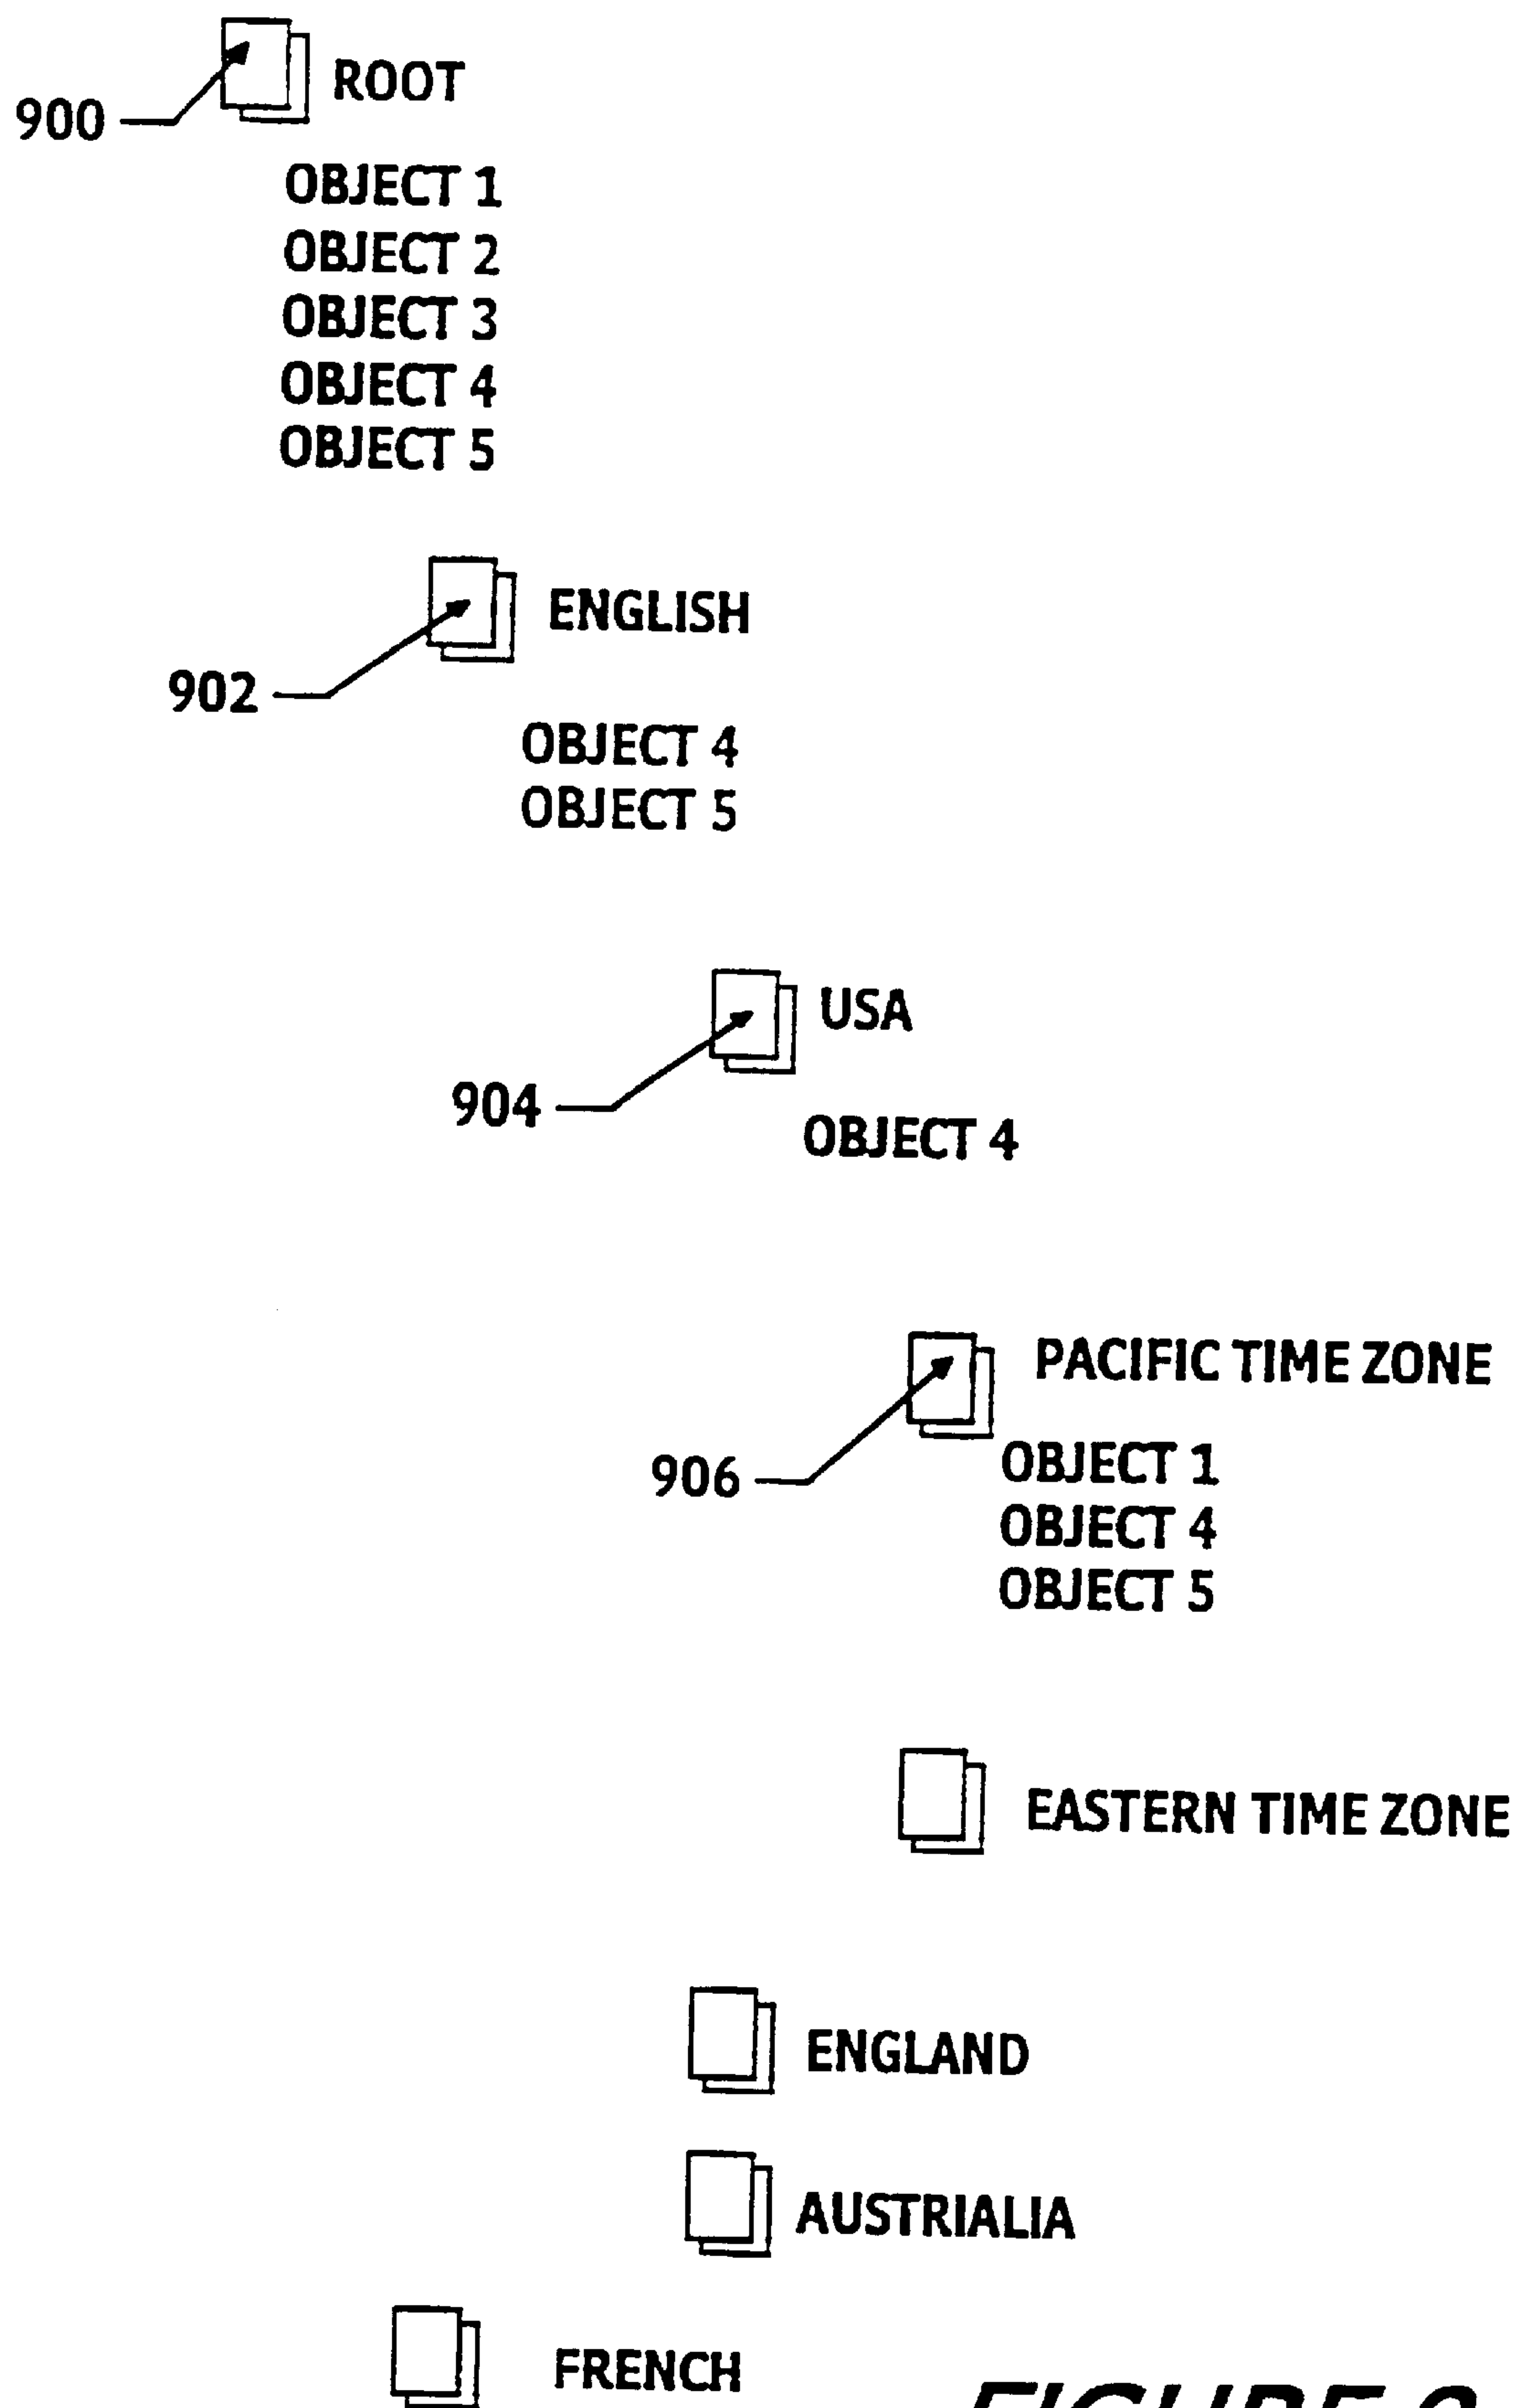 ROOT
900
OBJECT 1
OBJECT 2
OBJECT 3
OBJECT 4
OBJECT 5
ENGLISH
902
OBJECT 4
OBJECT 5
USA
904
OBJECT 4
PACIFIC TIME ZONE
906
OBJECT 1
OBJECT 4
OBJECT 5
EASTERN TIME ZONE
ENGLAND
AUSTRIALIA
FRENCH
FIGURE